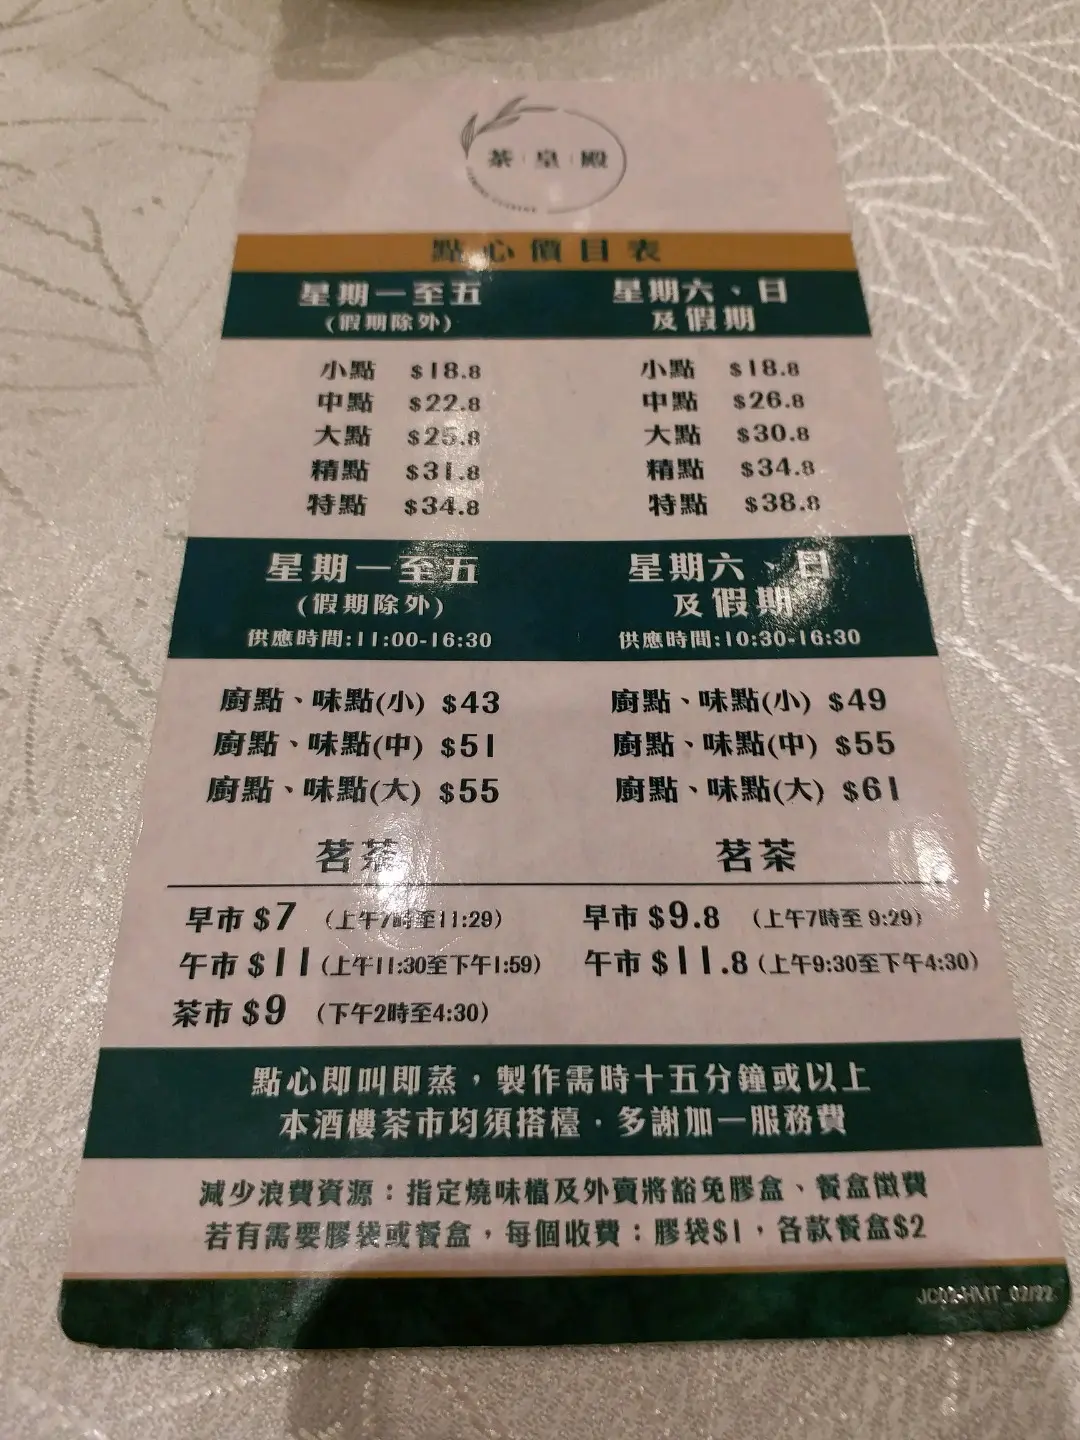 茶 皇 殿
點心價目表
星期一至五
(假期除外)
小點 $18.8
中點 $22.8
大點 $25.8
精點 $31.8
特點 $34.8
星期六、日
及假期
小點 $18.8
中點 $26.8
大點 $30.8
精點 $34.8
特點 $38.8
星期一至五
(假期除外)
供應時間:11:00-16:30
廚點、味點(小) $43
廚點、味點(中) $51
廚點、味點(大) $55
茗茶
早市 $7 (上午7時至11:29)
午市 $11 (上午11:30至下午1:59)
茶市 $9 (下午2時至4:30)
星期六、日
及假期
供應時間:10:30-16:30
廚點、味點(小) $49
廚點、味點(中) $55
廚點、味點(大) $61
茗茶
早市 $9.8 (上午7時至 9:29)
午市 $11.8 (上午9:30至下午4:30)
點心即叫即蒸，製作需時十五分鐘或以上
本酒樓茶市均須搭檯．多謝加一服務費
減少浪費資源：指定燒味檔及外賣將豁免膠盒、餐盒徵費
若有需要膠袋或餐盒，每個收費：膠袋$1，各款餐盒$2
JC02-HMT_02/22